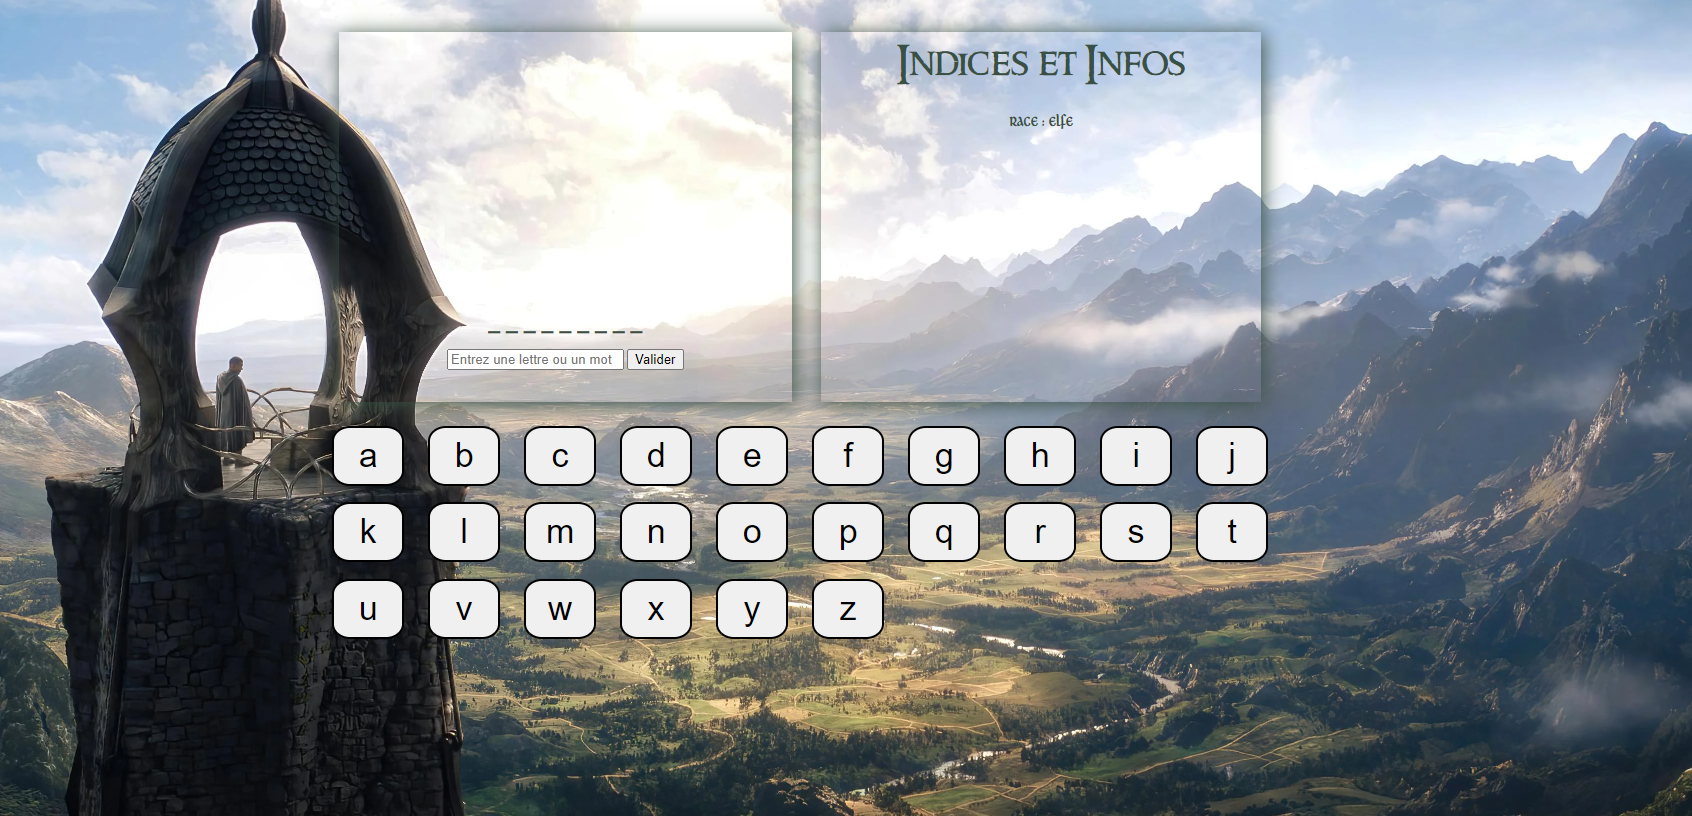 Indices et Infos
Race : Elfe
_ _ _ _ _ _ _ _ _
Entrez une lettre ou un mot Valider
a b c d e f g h i j
k l m n o p q r s t
u v w x y z